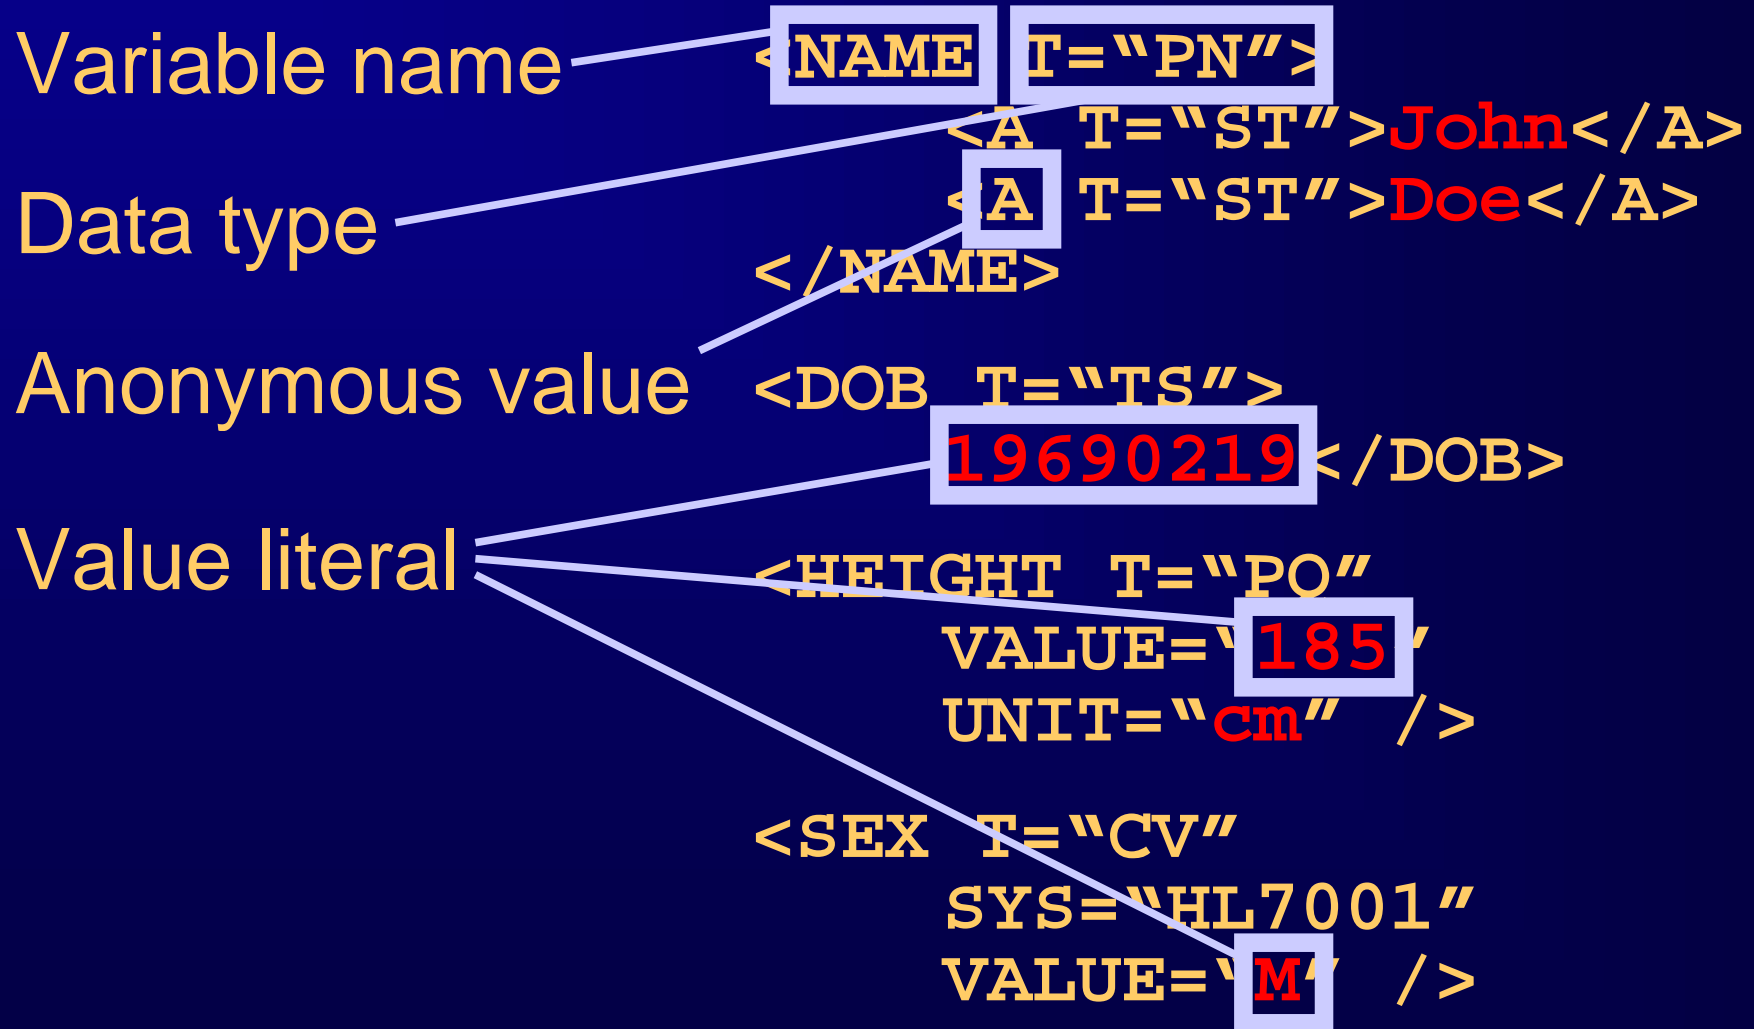 Variable name
Data type
Anonymous value
Value literal
<NAME T=“PN”>
<A T=“ST”>John</A>
<A T=“ST”>Doe</A>
</NAME>
<DOB T=“TS”>
19690219</DOB>
<HEIGHT T=“PQ”
VALUE=“185”
UNIT=“cm” />
<SEX T=“CV”
SYS=“HL7001”
VALUE=“M” />